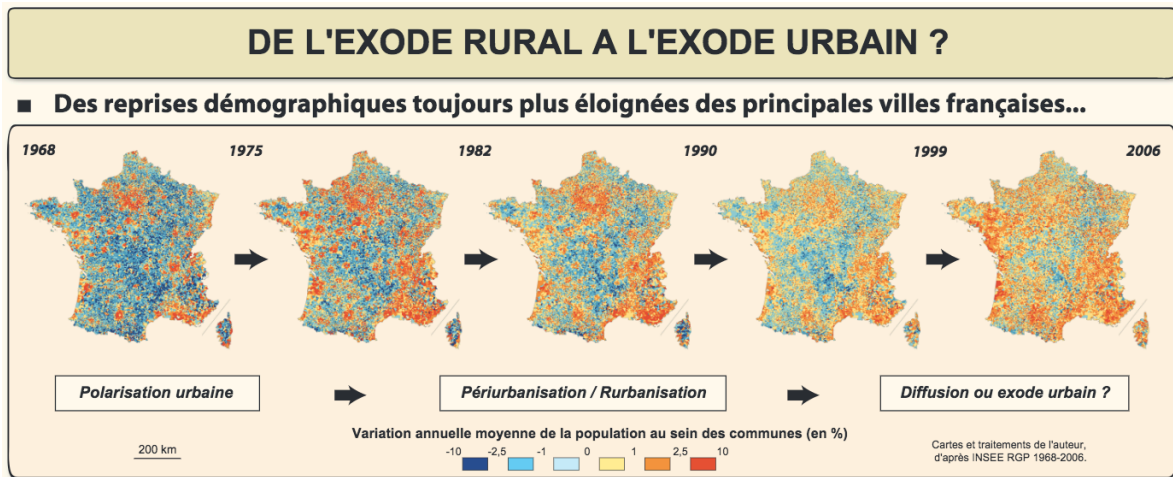 DE L'EXODE RURAL A L'EXODE URBAIN ?
■ Des reprises démographiques toujours plus éloignées des principales villes françaises...
1968 1975 1982 1990 1999 2006
Polarisation urbaine
Périurbanisation / Rurbanisation
Diffusion ou exode urbain ?
200 km
Variation annuelle moyenne de la population au sein des communes (en %)
-10 -2,5 -1 0 1 2,5 10
Cartes et traitements de l'auteur,
d'après INSEE RGP 1968-2006.